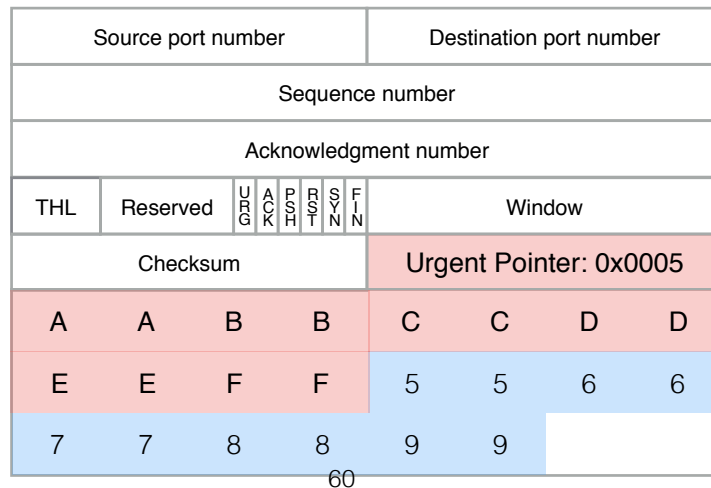 Source port number Destination port number
Sequence number
Acknowledgment number
THL Reserved URG ACK PSH RST SYN FIN Window
Checksum Urgent Pointer: 0x0005
A A B B C C D D
E E F F 5 5 6 6
7 7 8 8 9 9
60